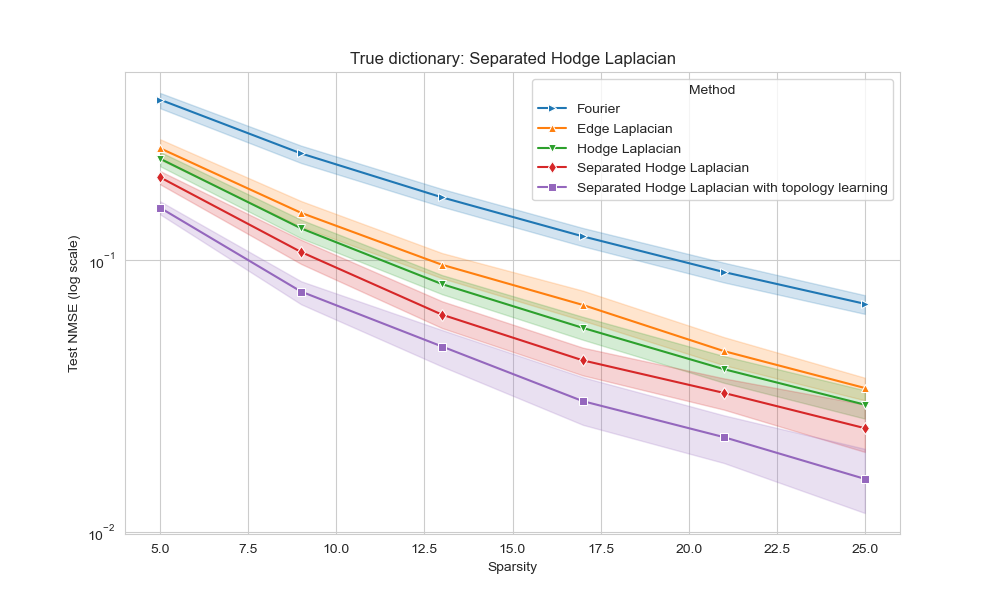 True dictionary: Separated Hodge Laplacian
Method
Fourier
Edge Laplacian
Hodge Laplacian
Separated Hodge Laplacian
Separated Hodge Laplacian with topology learning
Test NMSE (log scale)
10⁻¹
10⁻²
5.0 7.5 10.0 12.5 15.0 17.5 20.0 22.5 25.0
Sparsity